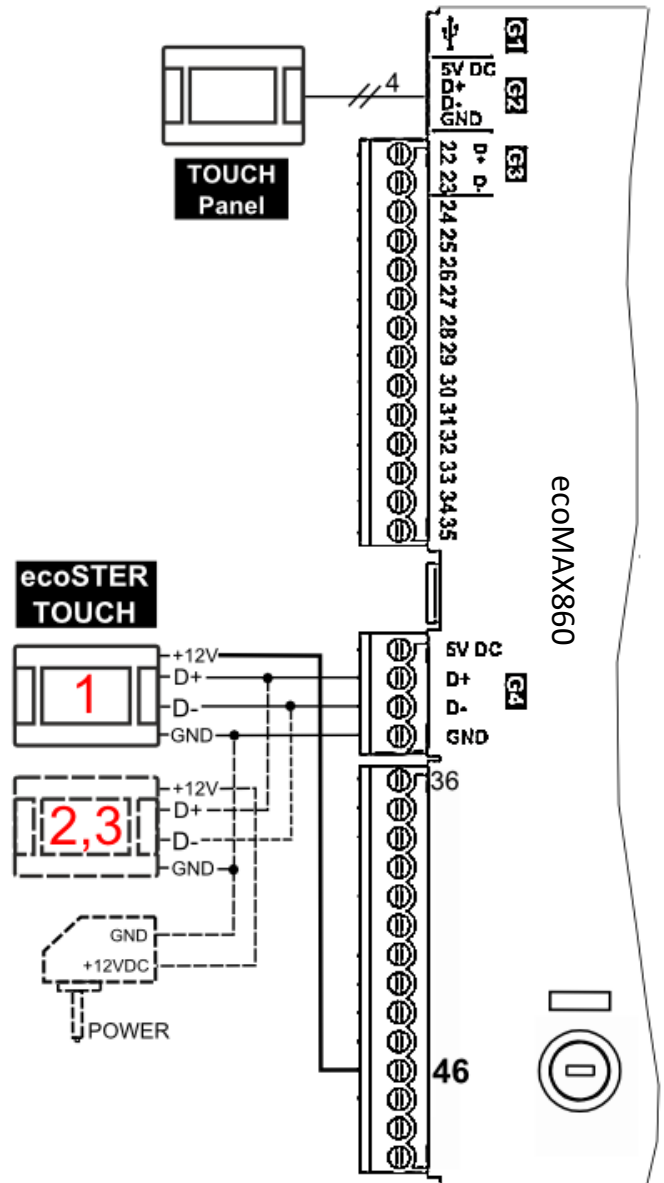 G1
5V DC
D+
D-
GND
G2
4
TOUCH
Panel
22 D+
23 D-
G3
24
25
26
27
28
29
30
31
32
33
34
35
ecoMAX860
ecoSTER
TOUCH
+12V
D+
D-
GND
1
5V DC
D+
D-
GND
G4
+12V
D+
D-
GND
2,3
36
GND
+12VDC
POWER
46